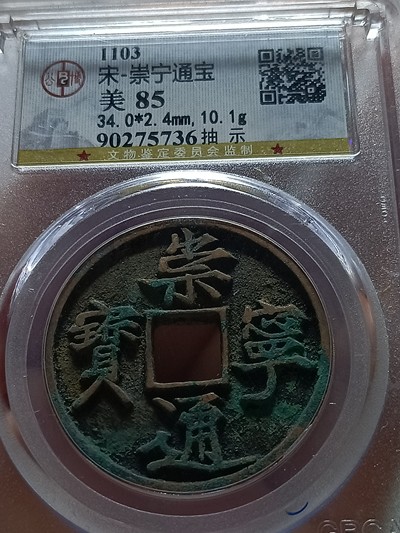 1103
宋-崇宁通宝
美 85
34.0*2.4mm, 10.1g
90275736 抽 示
文物鉴定委员会监制
崇
寧
通
寳